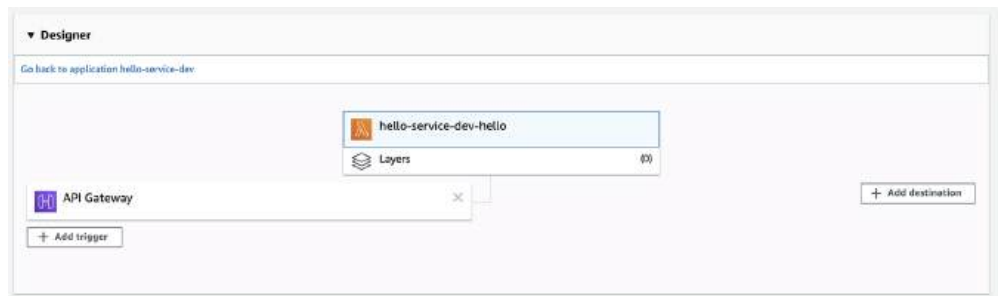 ▼ Designer
Go back to application hello-service-dev
hello-service-dev-hello
Layers (0)
API Gateway ×
+ Add destination
+ Add trigger